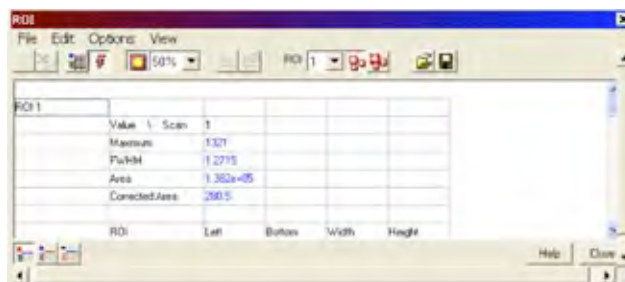 ROI
File Edit Options View
50% ROI 1
ROI 1
Value \ Scan 1
Maximum 1321
FWHM 1.2715
Area 1.382e+05
Corrected Area 280.5
ROI Left Bottom Width Height
Help Close